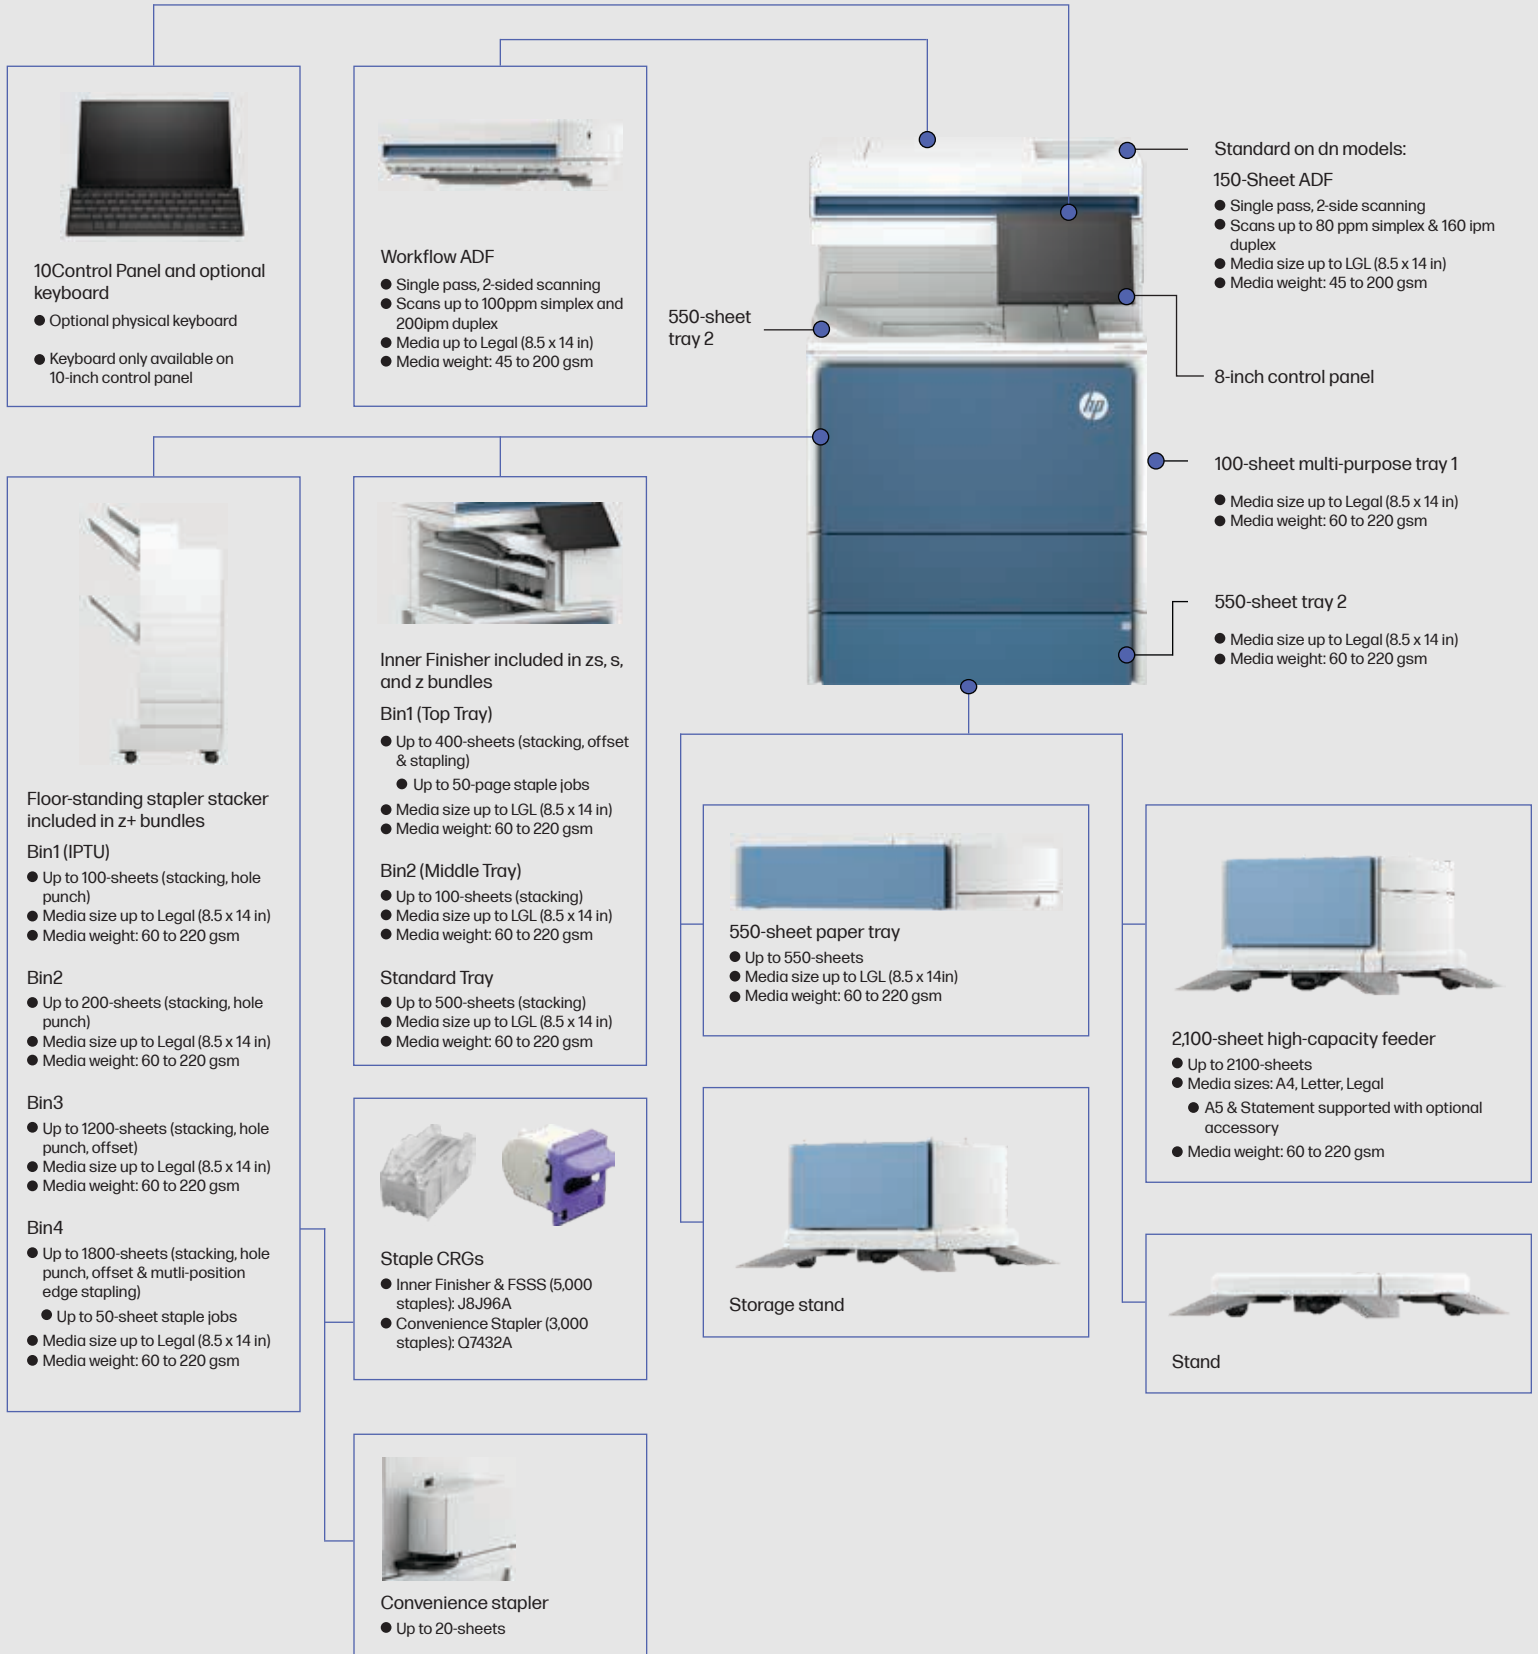 10Control Panel and optional
keyboard
● Optional physical keyboard
● Keyboard only available on
10-inch control panel
Workflow ADF
● Single pass, 2-sided scanning
● Scans up to 100ppm simplex and
200ipm duplex
● Media up to Legal (8.5 x 14 in)
● Media weight: 45 to 200 gsm
550-sheet
tray 2
hp
Standard on dn models:
150-Sheet ADF
● Single pass, 2-side scanning
● Scans up to 80 ppm simplex & 160 ipm
duplex
● Media size up to LGL (8.5 x 14 in)
● Media weight: 45 to 200 gsm
8-inch control panel
100-sheet multi-purpose tray 1
● Media size up to Legal (8.5 x 14 in)
● Media weight: 60 to 220 gsm
550-sheet tray 2
● Media size up to Legal (8.5 x 14 in)
● Media weight: 60 to 220 gsm
Floor-standing stapler stacker
included in z+ bundles
Bin1 (IPTU)
● Up to 100-sheets (stacking, hole
punch)
● Media size up to Legal (8.5 x 14 in)
● Media weight: 60 to 220 gsm
Bin2
● Up to 200-sheets (stacking, hole
punch)
● Media size up to Legal (8.5 x 14 in)
● Media weight: 60 to 220 gsm
Bin3
● Up to 1200-sheets (stacking, hole
punch, offset)
● Media size up to Legal (8.5 x 14 in)
● Media weight: 60 to 220 gsm
Bin4
● Up to 1800-sheets (stacking, hole
punch, offset & mutli-position
edge stapling)
● Up to 50-sheet staple jobs
● Media size up to Legal (8.5 x 14 in)
● Media weight: 60 to 220 gsm
Inner Finisher included in zs, s,
and z bundles
Bin1 (Top Tray)
● Up to 400-sheets (stacking, offset
& stapling)
● Up to 50-page staple jobs
● Media size up to LGL (8.5 x 14 in)
● Media weight: 60 to 220 gsm
Bin2 (Middle Tray)
● Up to 100-sheets (stacking)
● Media size up to LGL (8.5 x 14 in)
● Media weight: 60 to 220 gsm
Standard Tray
● Up to 500-sheets (stacking)
● Media size up to LGL (8.5 x 14 in)
● Media weight: 60 to 220 gsm
Staple CRGs
● Inner Finisher & FSSS (5,000
staples): J8J96A
● Convenience Stapler (3,000
staples): Q7432A
Convenience stapler
● Up to 20-sheets
550-sheet paper tray
● Up to 550-sheets
● Media size up to LGL (8.5 x 14in)
● Media weight: 60 to 220 gsm
Storage stand
2,100-sheet high-capacity feeder
● Up to 2100-sheets
● Media sizes: A4, Letter, Legal
● A5 & Statement supported with optional
accessory
● Media weight: 60 to 220 gsm
Stand